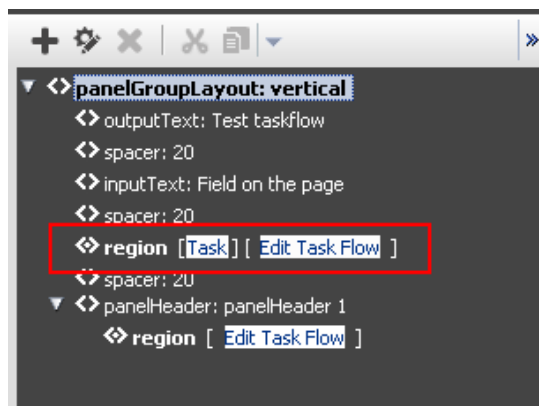 »
panelGroupLayout: vertical
outputText: Test taskflow
spacer: 20
inputText: Field on the page
spacer: 20
region [Task] [ Edit Task Flow ]
spacer: 20
panelHeader: panelHeader 1
region [ Edit Task Flow ]